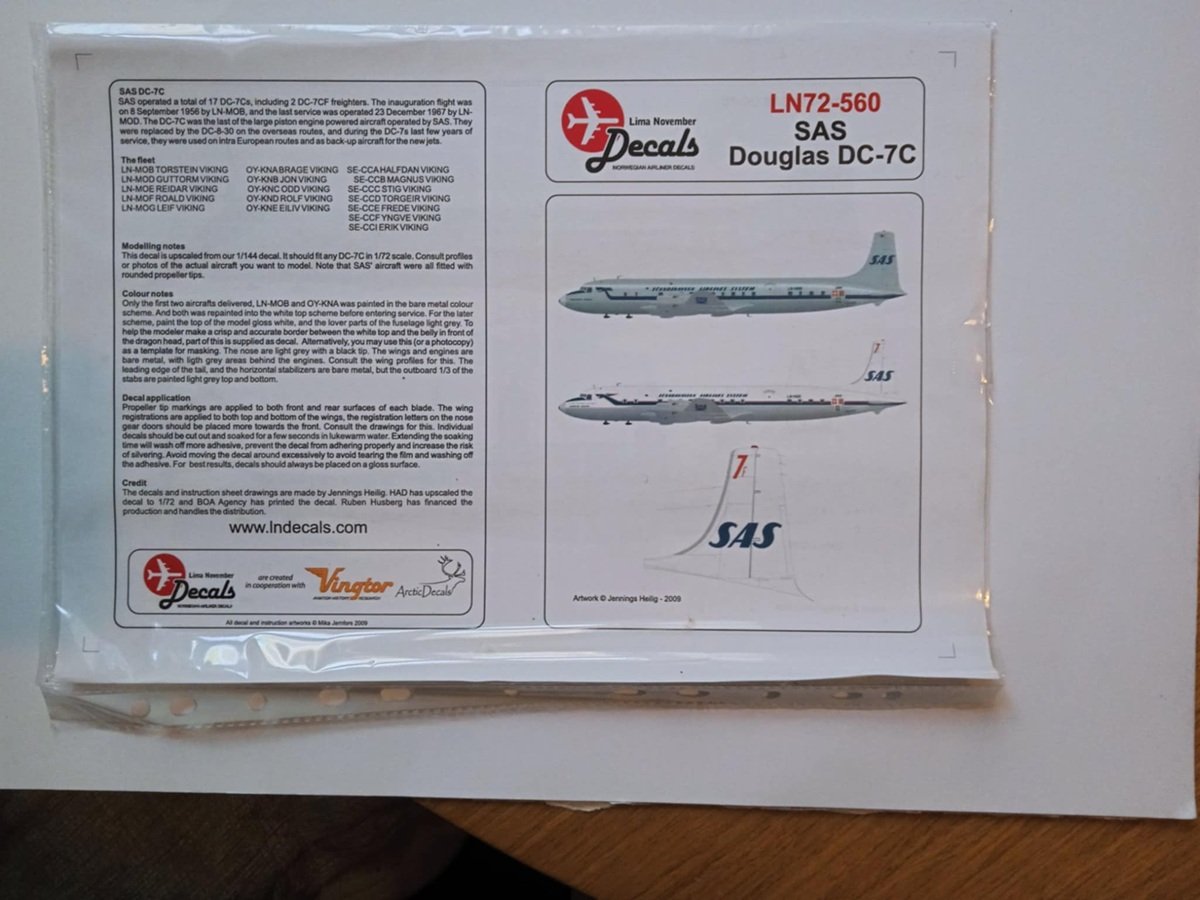 SAS DC-7C
SAS operated a total of 17 DC-7Cs, including 2 DC-7CF freighters. The inauguration flight was
on 8 September 1956 by LN-MOB, and the last service was operated 23 December 1967 by LN-
MOD. The DC-7C was the last of the large piston engine powered aircraft operated by SAS. They
were replaced by the DC-8-30 on the overseas routes, and during the DC-7s last few years of
service, they were used on intra European routes and as back-up aircraft for the new jets.
The fleet
LN-MOB TORSTEIN VIKING OY-KNA BRAGE VIKING SE-CCA HALFDAN VIKING
LN-MOD GUTTORM VIKING OY-KNB JON VIKING SE-CCB MAGNUS VIKING
LN-MOE REIDAR VIKING OY-KNC ODD VIKING SE-CCC STIG VIKING
LN-MOF ROALD VIKING OY-KND ROLF VIKING SE-CCD TORGEIR VIKING
LN-MOG LEIF VIKING OY-KNE EILIV VIKING SE-CCE FREDE VIKING
SE-CCF YNGVE VIKING
SE-CCI ERIK VIKING
Modelling notes
This decal is upscaled from our 1/144 decal. It should fit any DC-7C in 1/72 scale. Consult profiles
or photos of the actual aircraft you want to model. Note that SAS' aircraft were all fitted with
rounded propeller tips.
Colour notes
Only the first two aircrafts delivered, LN-MOB and OY-KNA was painted in the bare metal colour
scheme. And both was repainted into the white top scheme before entering service. For the later
scheme, paint the top of the model gloss white, and the lover parts of the fuselage light grey. To
help the modeler make a crisp and accurate border between the white top and the belly in front of
the dragon head, part of this is supplied as decal. Alternatively, you may use this (or a photocopy)
as a template for masking. The nose are light grey with a black tip. The wings and engines are
bare metal, with ligth grey areas behind the engines. Consult the wing profiles for this. The
leading edge of the tail, and the horizontal stabilizers are bare metal, but the outboard 1/3 of the
stabs are painted light grey top and bottom.
Decal application
Propeller tip markings are applied to both front and rear surfaces of each blade. The wing
registrations are applied to both top and bottom of the wings, the registration letters on the nose
gear doors should be placed more towards the front. Consult the drawings for this. Individual
decals should be cut out and soaked for a few seconds in lukewarm water. Extending the soaking
time will wash off more adhesive, prevent the decal from adhering properly and increase the risk
of silvering. Avoid moving the decal around excessively to avoid tearing the film and washing off
the adhesive. For best results, decals should always be placed on a gloss surface.
Credit
The decals and instruction sheet drawings are made by Jennings Heilig. HAD has upscaled the
decal to 1/72 and BOA Agency has printed the decal. Ruben Husberg has financed the
production and handles the distribution.
www.lndecals.com
Lima November
Decals
NORWEGIAN AIRLINER DECALS
are created
in cooperation with
Vingtor
AVIATION HISTORY RESEARCH
ArcticDecals
All decal and instruction artworks © Mika Jernfors 2009
Lima November
Decals
NORWEGIAN AIRLINER DECALS
LN72-560
SAS
Douglas DC-7C
SAS
SCANDINAVIAN AIRLINES SYSTEM
7
SAS
SCANDINAVIAN AIRLINES SYSTEM
7F
SAS
Artwork © Jennings Heilig - 2009